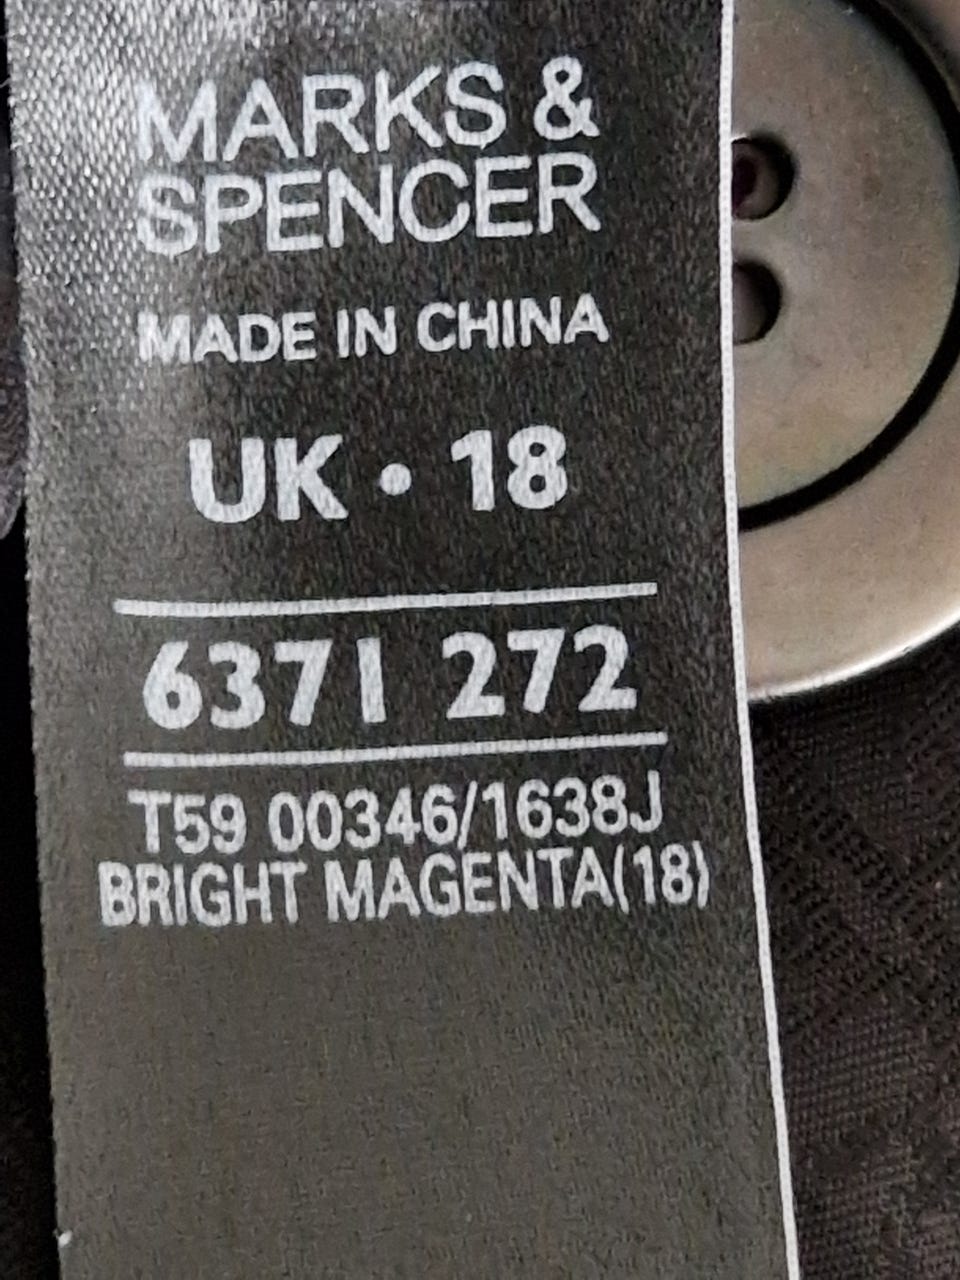 MARKS &
SPENCER
MADE IN CHINA
UK • 18
6371 272
T59 00346/1638J
BRIGHT MAGENTA(18)